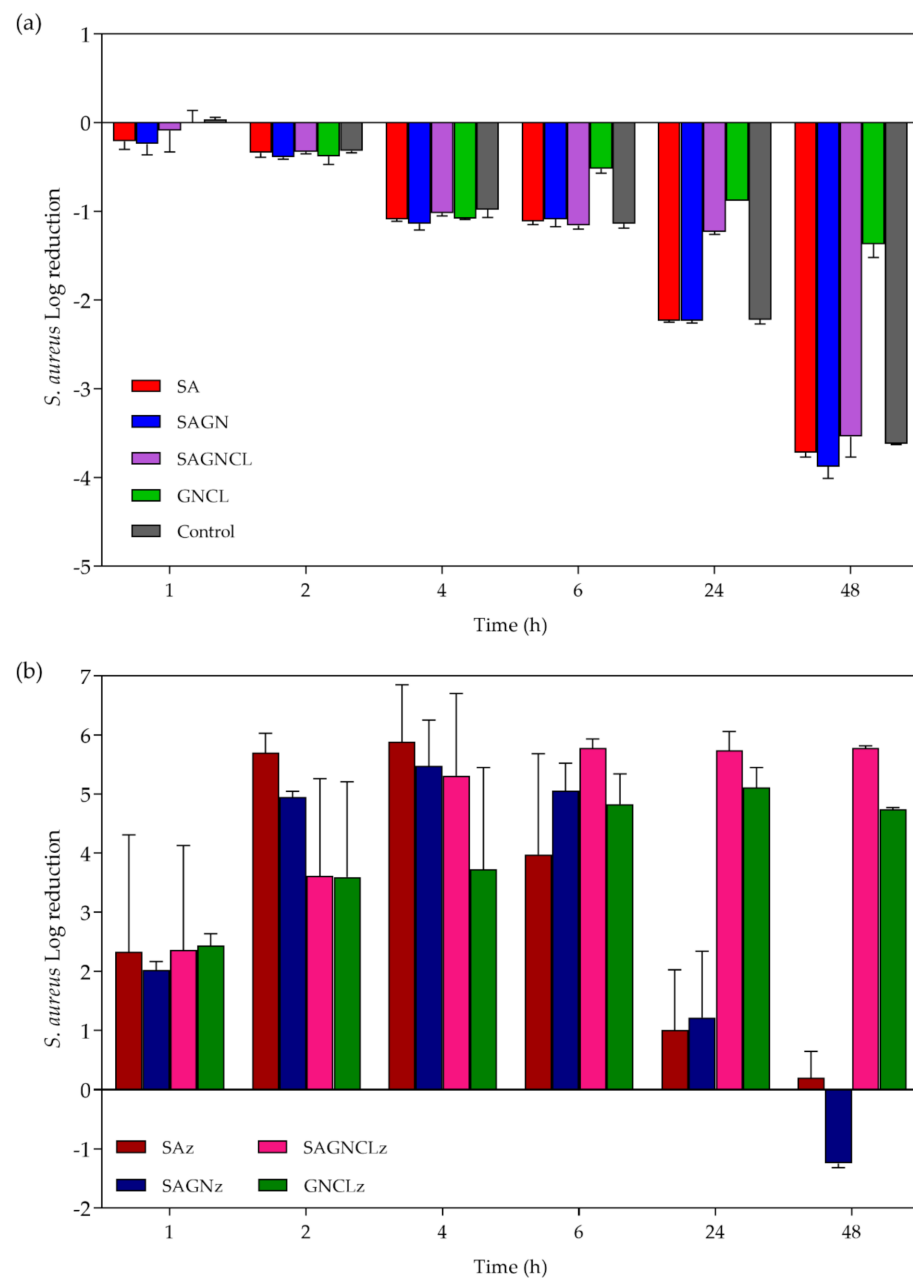 (a)
S. aureus Log reduction
1
0
-1
-2
-3
-4
-5
SA
SAGN
SAGNCL
GNCL
Control
1 2 4 6 24 48
Time (h)
(b)
S. aureus Log reduction
7
6
5
4
3
2
1
0
-1
-2
SAz SAGNCLz
SAGNz GNCLz
1 2 4 6 24 48
Time (h)